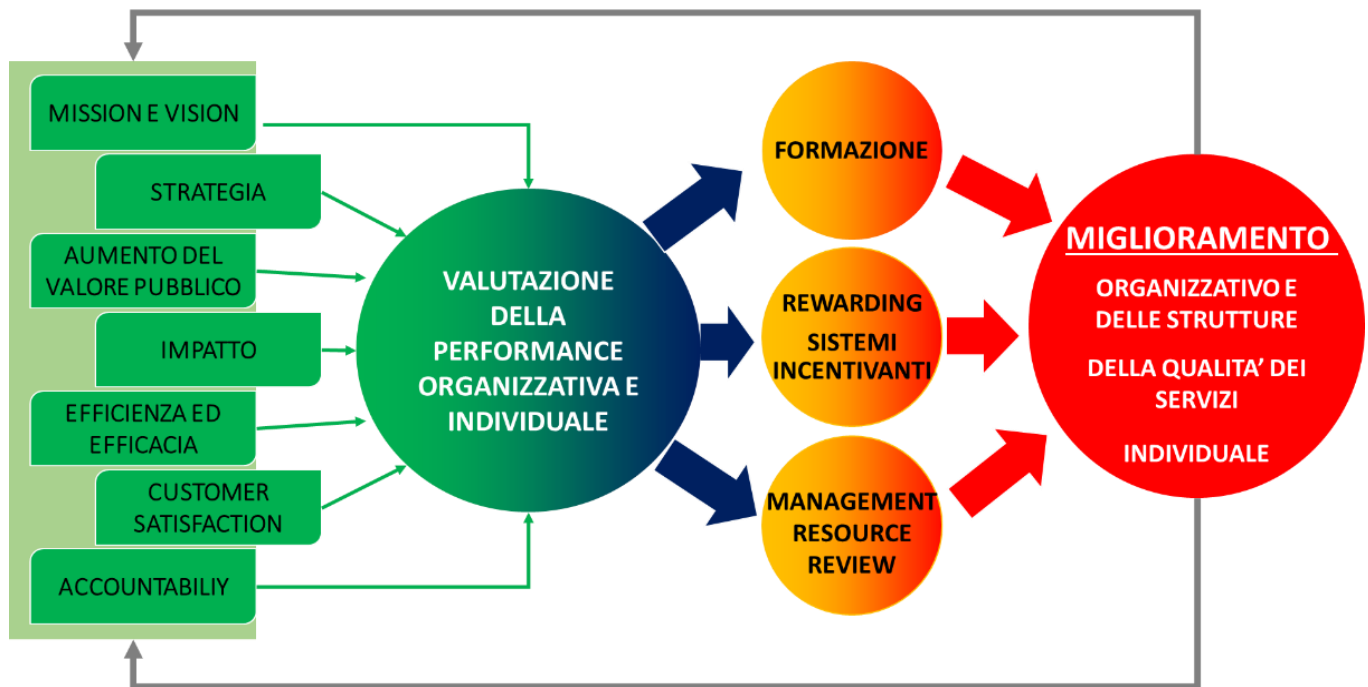 MISSION E VISION
STRATEGIA
AUMENTO DEL
VALORE PUBBLICO
IMPATTO
EFFICIENZA ED
EFFICACIA
CUSTOMER
SATISFACTION
ACCOUNTABILIY
VALUTAZIONE
DELLA
PERFORMANCE
ORGANIZZATIVA E
INDIVIDUALE
FORMAZIONE
REWARDING
SISTEMI
INCENTIVANTI
MANAGEMENT
RESOURCE
REVIEW
MIGLIORAMENTO
ORGANIZZATIVO E
DELLE STRUTTURE
DELLA QUALITA’ DEI
SERVIZI
INDIVIDUALE